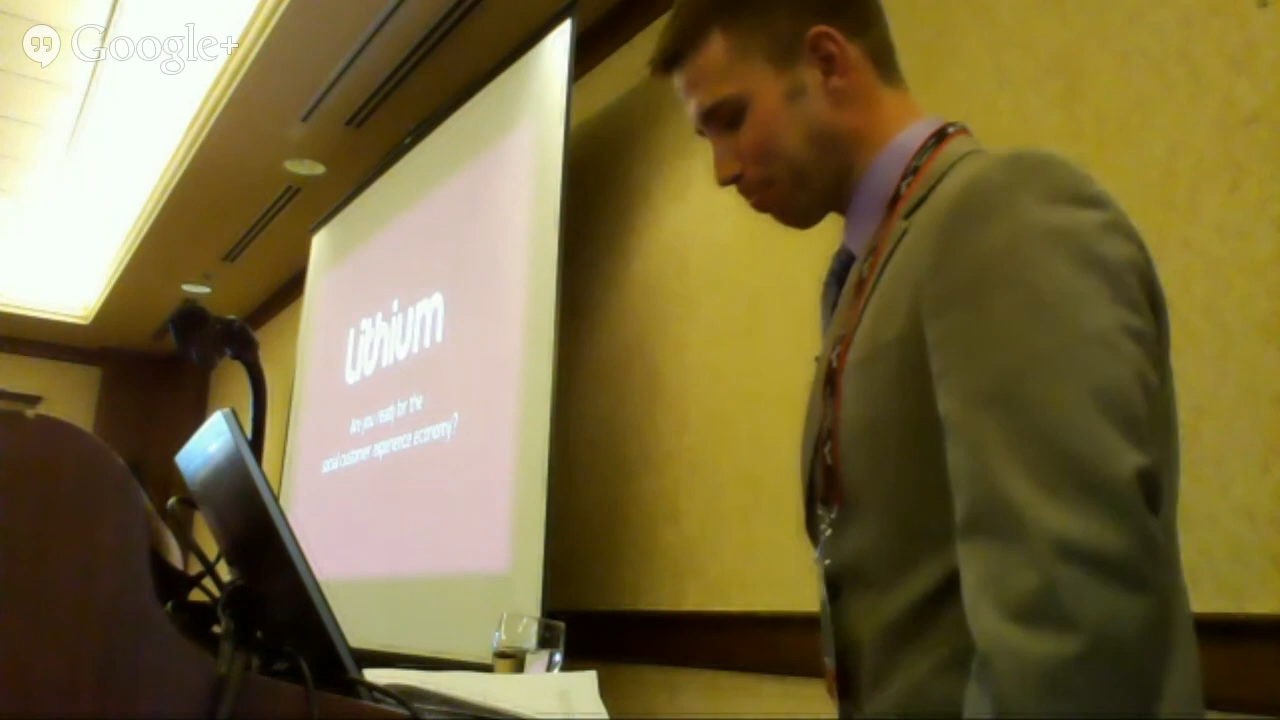 Google+
Lithium
Are you ready for the
social customer experience economy?